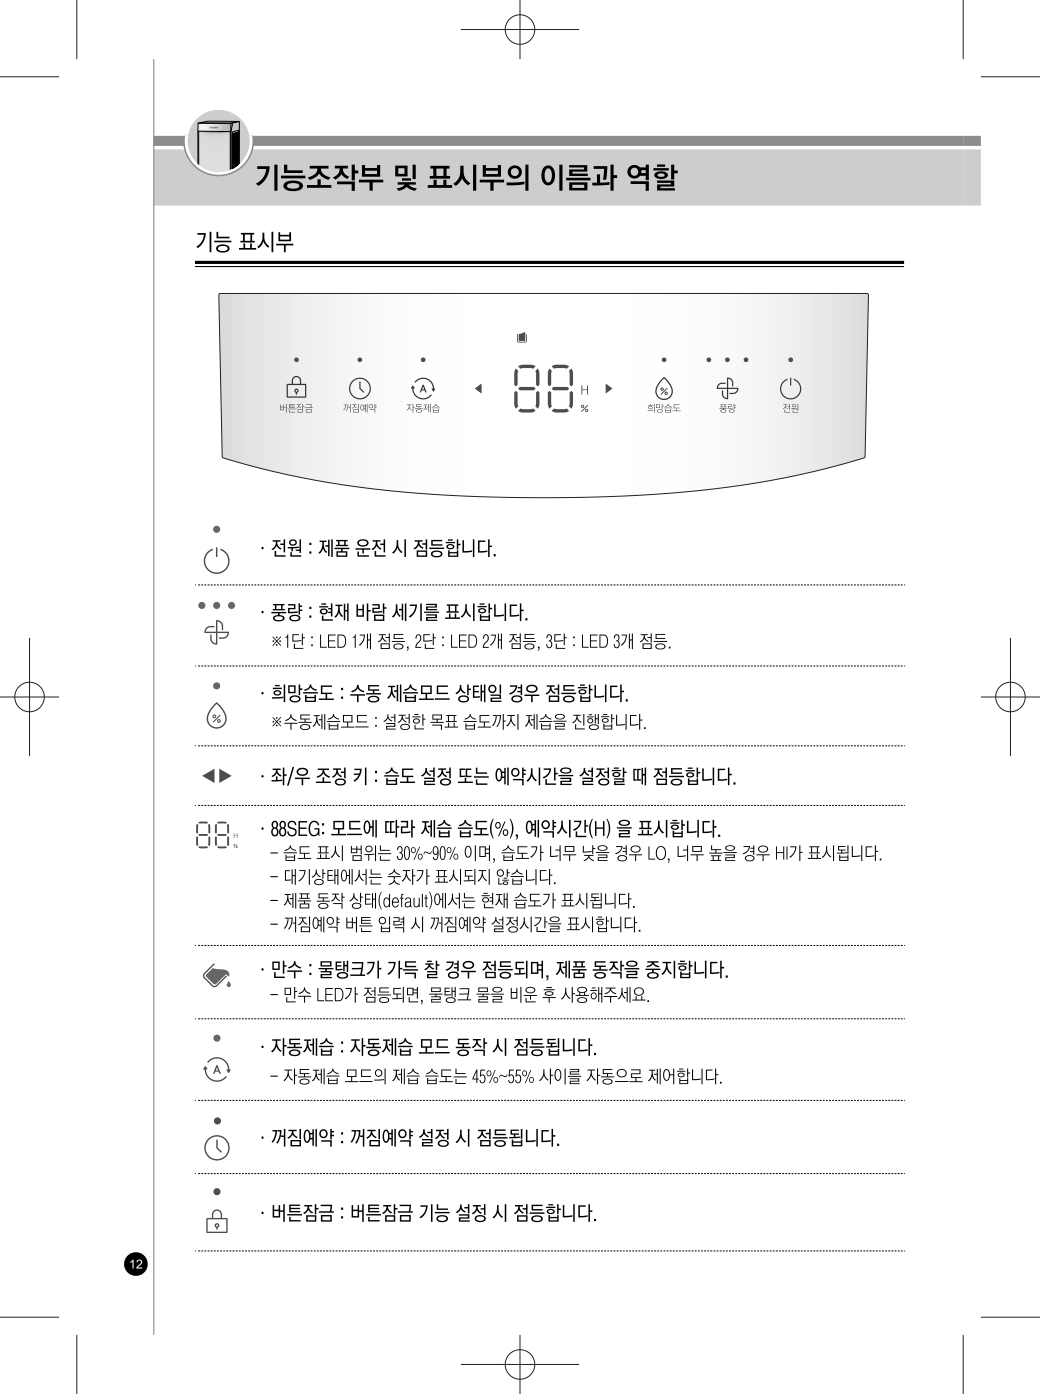 기능조작부 및 표시부의 이름과 역할
기능 표시부
88 H %
버튼잠금 꺼짐예약 자동제습 희망습도 풍량 전원
· 전원 : 제품 운전 시 점등합니다.
· 풍량 : 현재 바람 세기를 표시합니다.
※1단 : LED 1개 점등, 2단 : LED 2개 점등, 3단 : LED 3개 점등.
· 희망습도 : 수동 제습모드 상태일 경우 점등합니다.
※수동제습모드 : 설정한 목표 습도까지 제습을 진행합니다.
· 좌/우 조정 키 : 습도 설정 또는 예약시간을 설정할 때 점등합니다.
88 H %
· 88SEG: 모드에 따라 제습 습도(%), 예약시간(H) 을 표시합니다.
– 습도 표시 범위는 30%~90% 이며, 습도가 너무 낮을 경우 LO, 너무 높을 경우 HI가 표시됩니다.
– 대기상태에서는 숫자가 표시되지 않습니다.
– 제품 동작 상태(default)에서는 현재 습도가 표시됩니다.
– 꺼짐예약 버튼 입력 시 꺼짐예약 설정시간을 표시합니다.
· 만수 : 물탱크가 가득 찰 경우 점등되며, 제품 동작을 중지합니다.
– 만수 LED가 점등되면, 물탱크 물을 비운 후 사용해주세요.
· 자동제습 : 자동제습 모드 동작 시 점등됩니다.
– 자동제습 모드의 제습 습도는 45%~55% 사이를 자동으로 제어합니다.
· 꺼짐예약 : 꺼짐예약 설정 시 점등됩니다.
· 버튼잠금 : 버튼잠금 기능 설정 시 점등합니다.
12